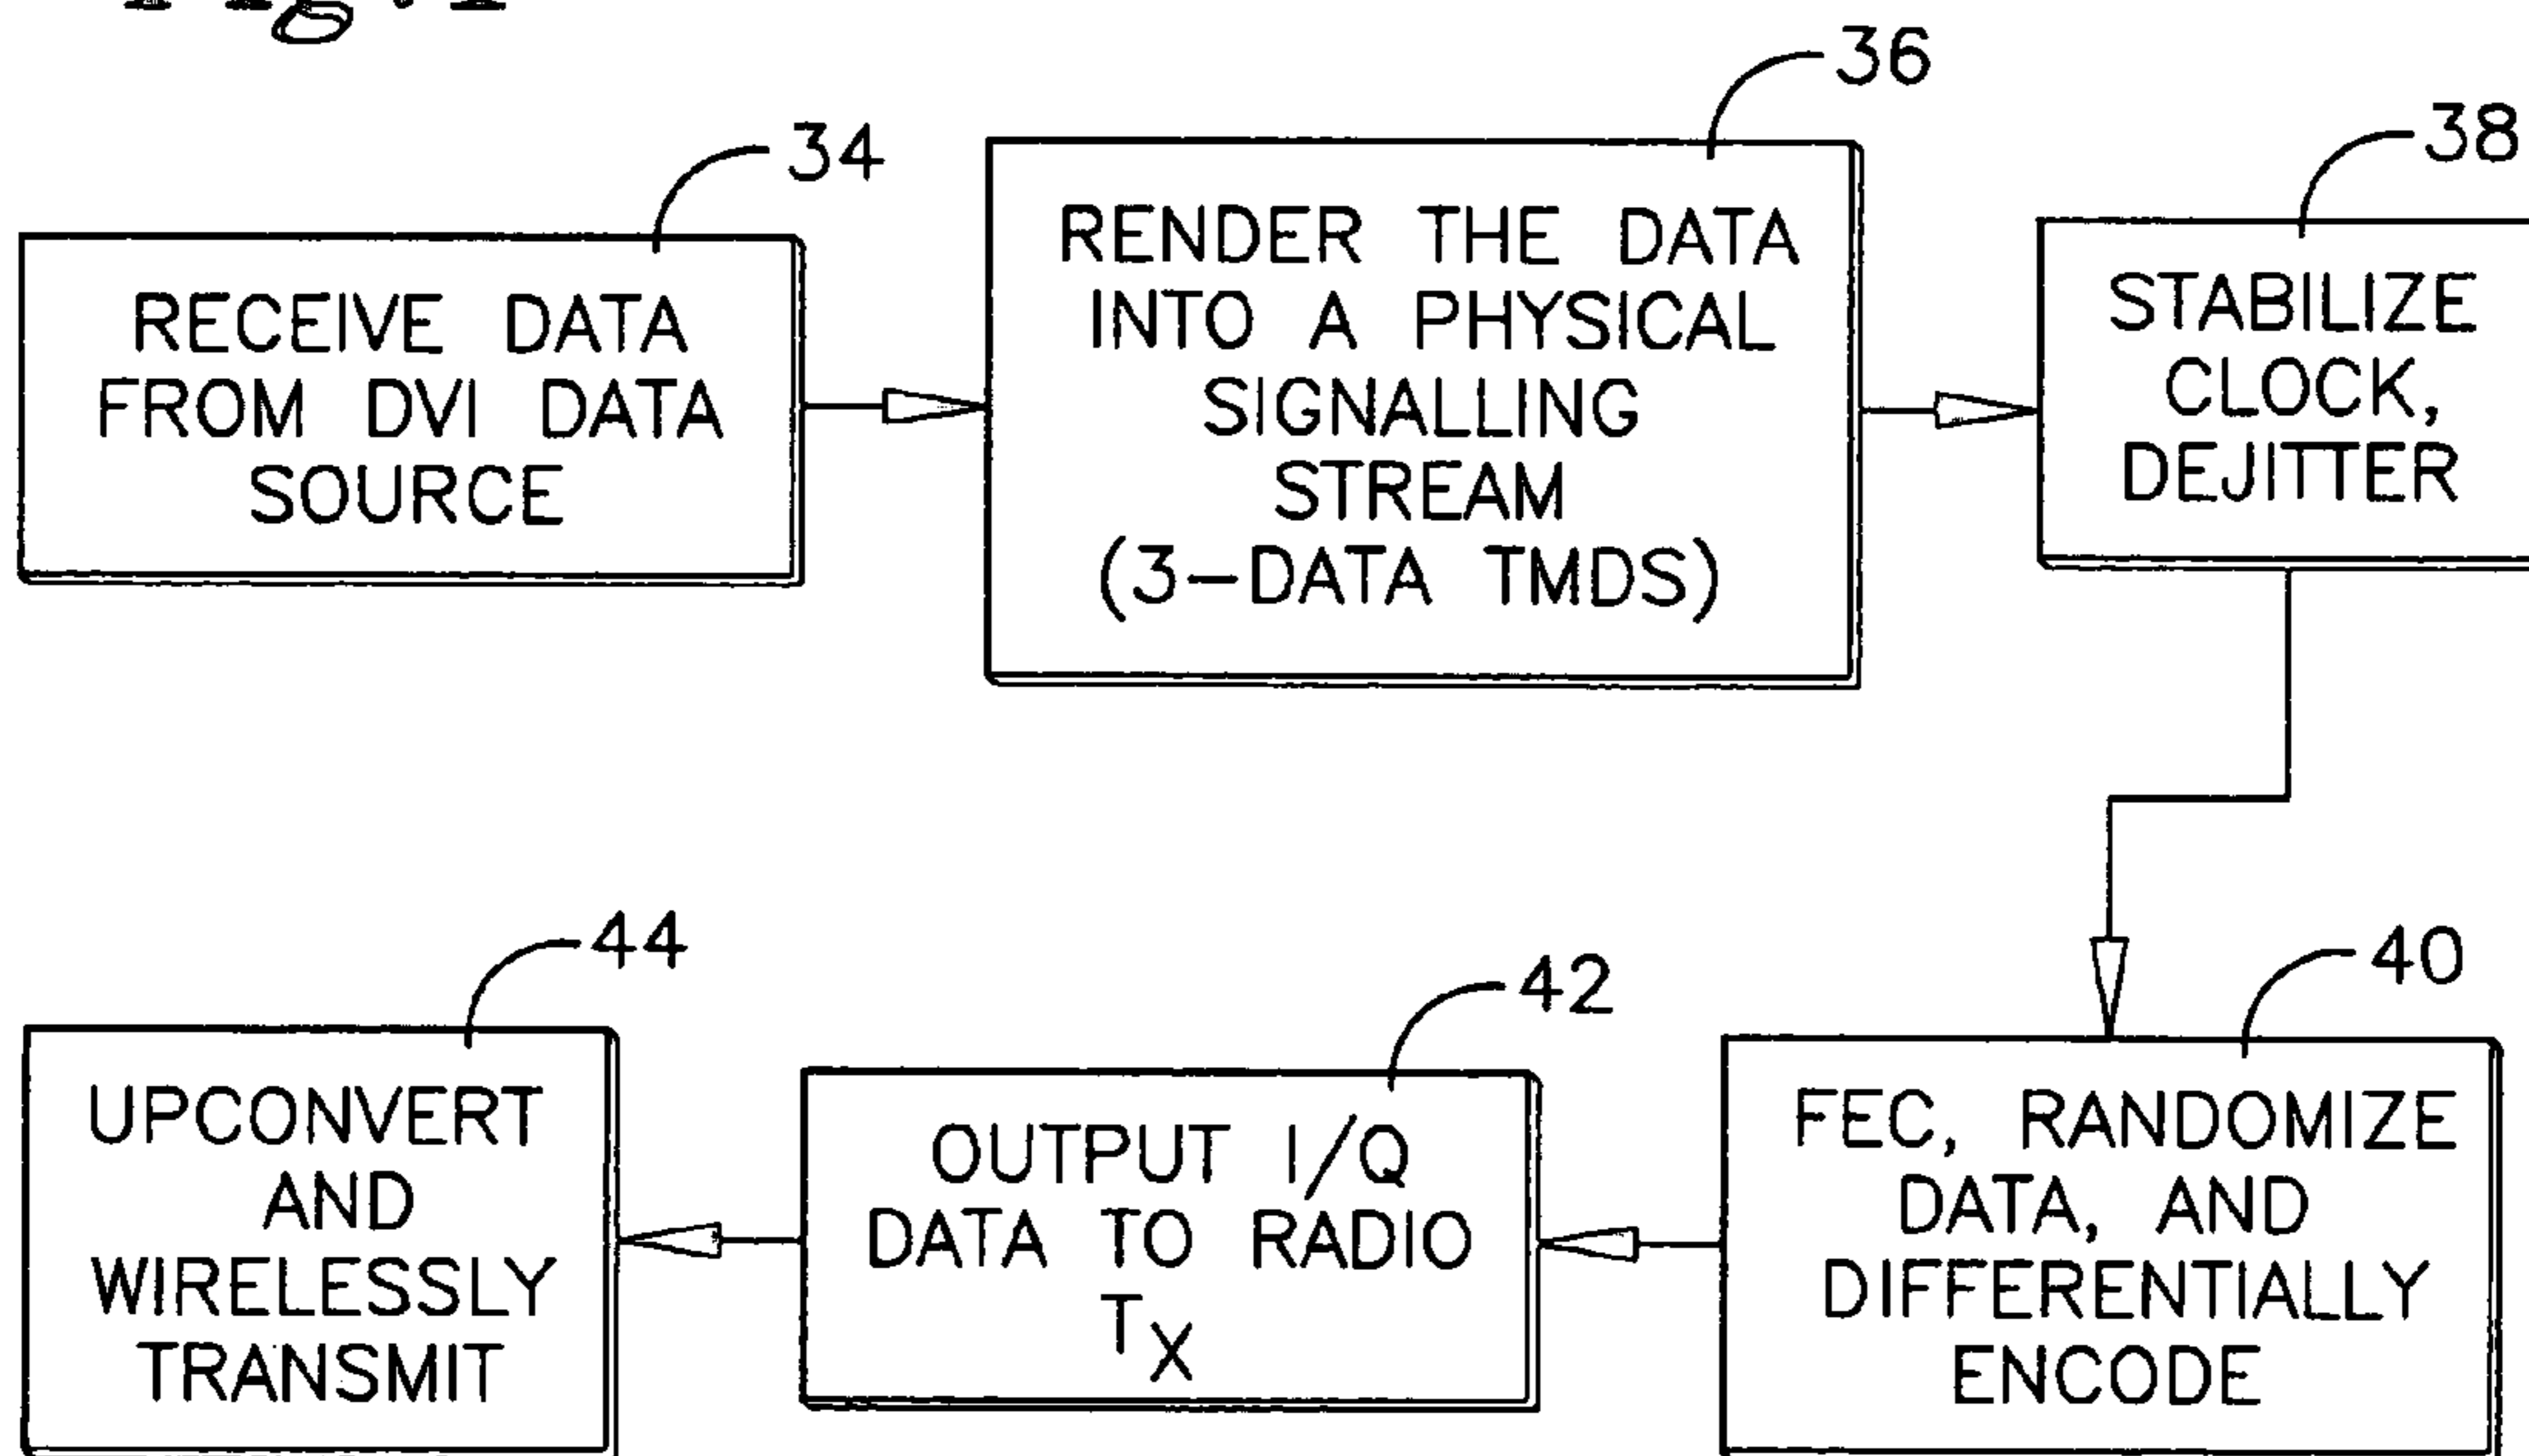 34
RECEIVE DATA
FROM DVI DATA
SOURCE
36
RENDER THE DATA
INTO A PHYSICAL
SIGNALLING
STREAM
(3-DATA TMDS)
38
STABILIZE
CLOCK,
DEJITTER
40
FEC, RANDOMIZE
DATA, AND
DIFFERENTIALLY
ENCODE
42
OUTPUT I/Q
DATA TO RADIO
TX
44
UPCONVERT
AND
WIRELESSLY
TRANSMIT